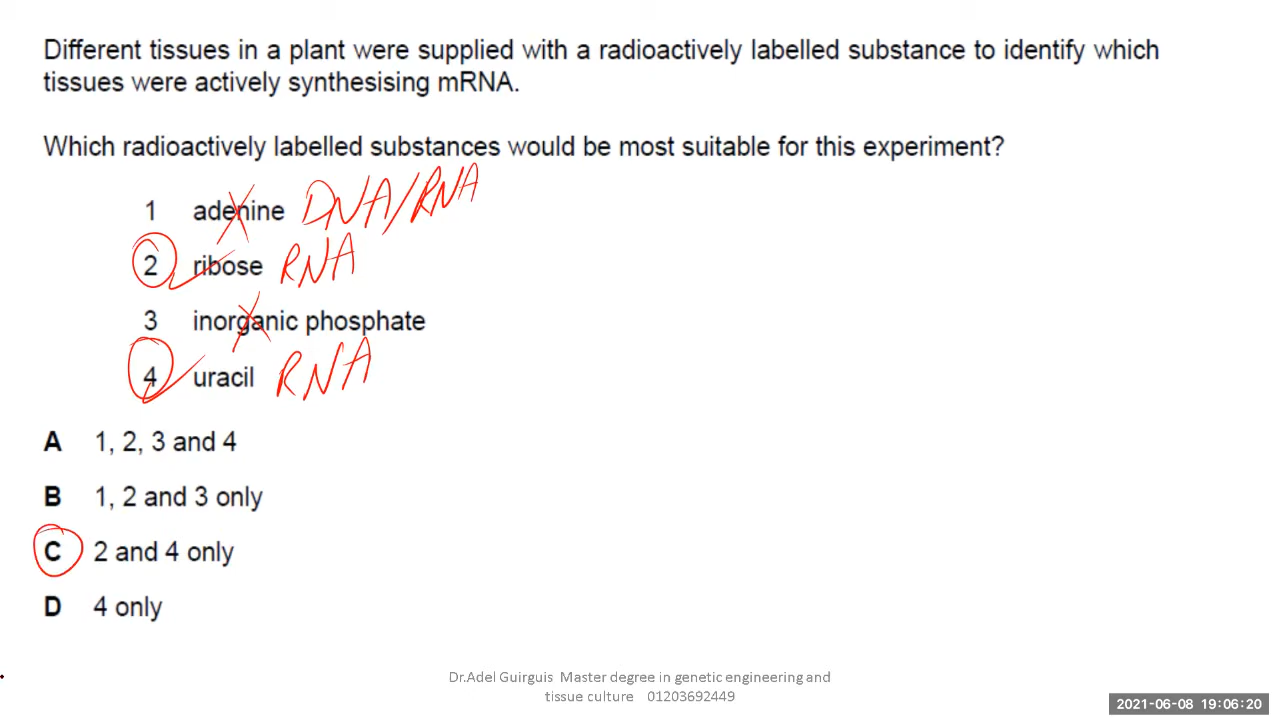 Different tissues in a plant were supplied with a radioactively labelled substance to identify which
tissues were actively synthesising mRNA.
Which radioactively labelled substances would be most suitable for this experiment?
1 adenine DNA/RNA
2 ribose RNA
3 inorganic phosphate
4 uracil RNA
A 1, 2, 3 and 4
B 1, 2 and 3 only
C 2 and 4 only
D 4 only
Dr.Adel Guirguis Master degree in genetic engineering and
tissue culture 01203692449
2021-06-08 19:06:20